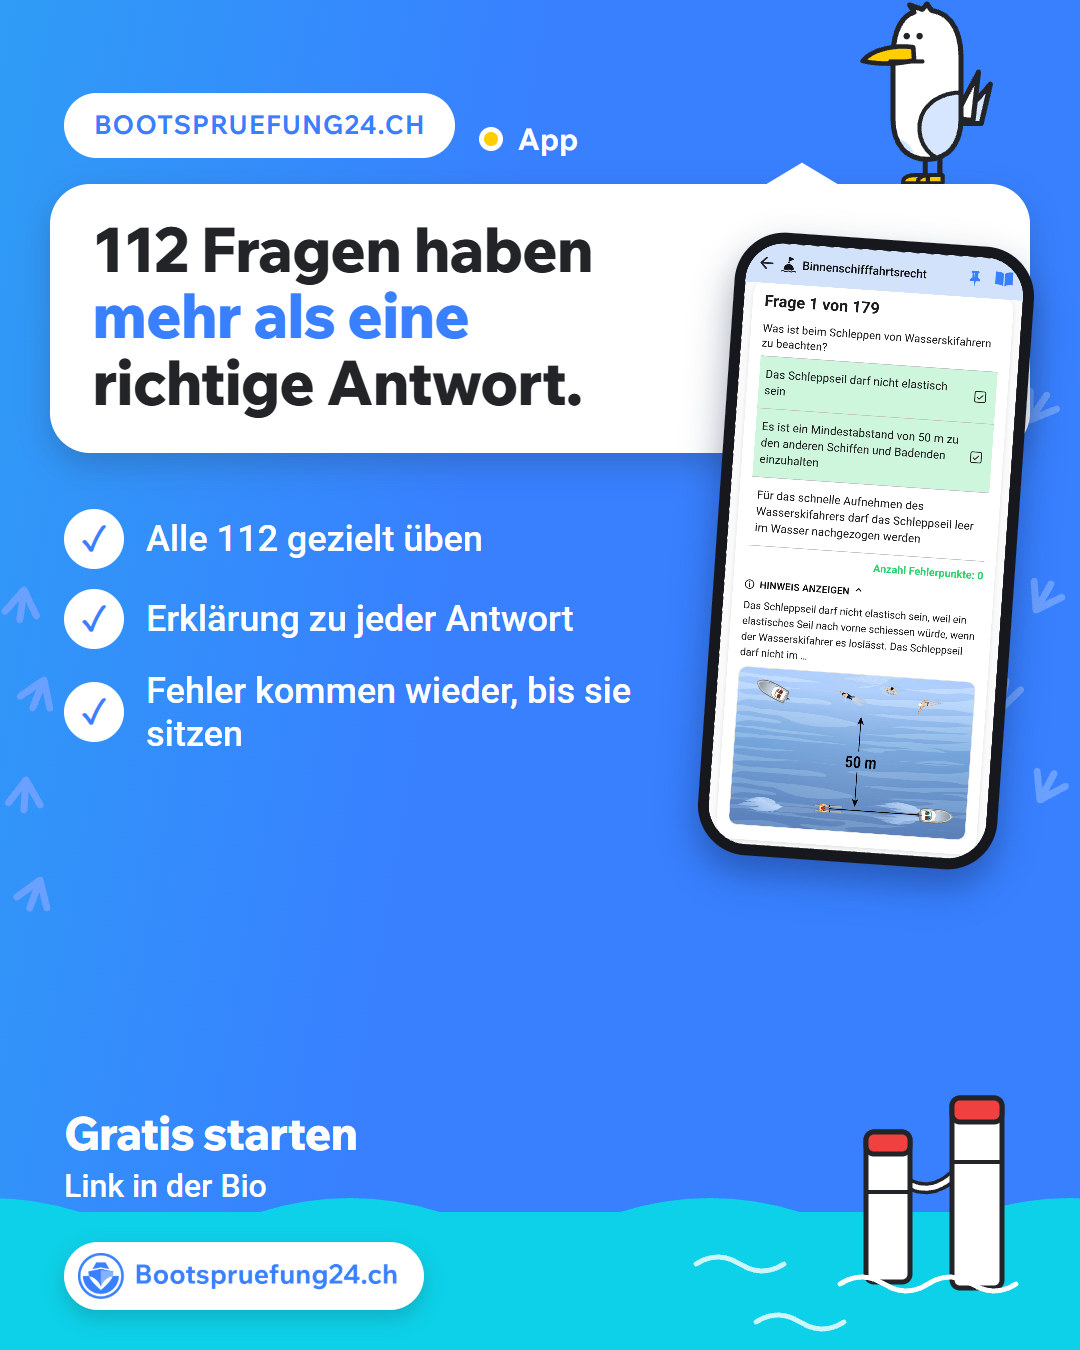 BOOTSPRUEFUNG24.CH
App
112 Fragen haben
mehr als eine
richtige Antwort.
Alle 112 gezielt üben
Erklärung zu jeder Antwort
Fehler kommen wieder, bis sie
sitzen
Binnenschifffahrtsrecht
Frage 1 von 179
Was ist beim Schleppen von Wasserskifahrern
zu beachten?
Das Schleppseil darf nicht elastisch
sein
Es ist ein Mindestabstand von 50 m zu
den anderen Schiffen und Badenden
einzuhalten
Für das schnelle Aufnehmen des
Wasserskifahrers darf das Schleppseil leer
im Wasser nachgezogen werden
Anzahl Fehlerpunkte: 0
HINWEIS ANZEIGEN
Das Schleppseil darf nicht elastisch sein, weil ein
elastisches Seil nach vorne schiessen würde, wenn
der Wasserskifahrer es loslässt. Das Schleppseil
darf nicht im ...
50 m
Gratis starten
Link in der Bio
Bootspruefung24.ch